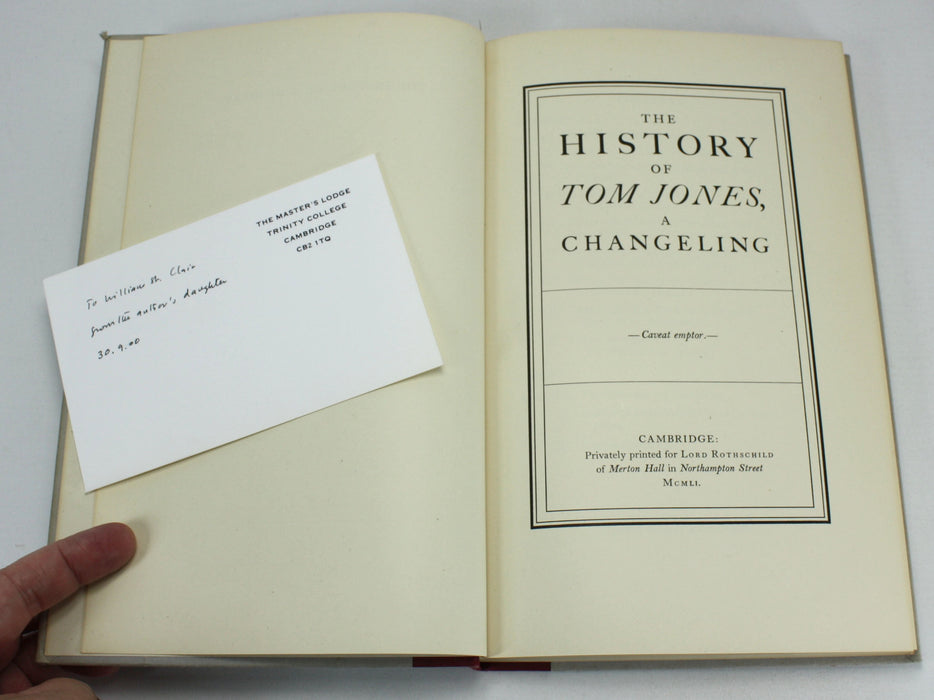 THE MASTER'S LODGE
TRINITY COLLEGE
CAMBRIDGE
CB2 1TQ
To William St. Clair
from the author's daughter
30.9.00
THE
HISTORY
OF
TOM JONES,
A
CHANGELING
—Caveat emptor.—
CAMBRIDGE:
Privately printed for LORD ROTHSCHILD
of Merton Hall in Northampton Street
MCMLI.